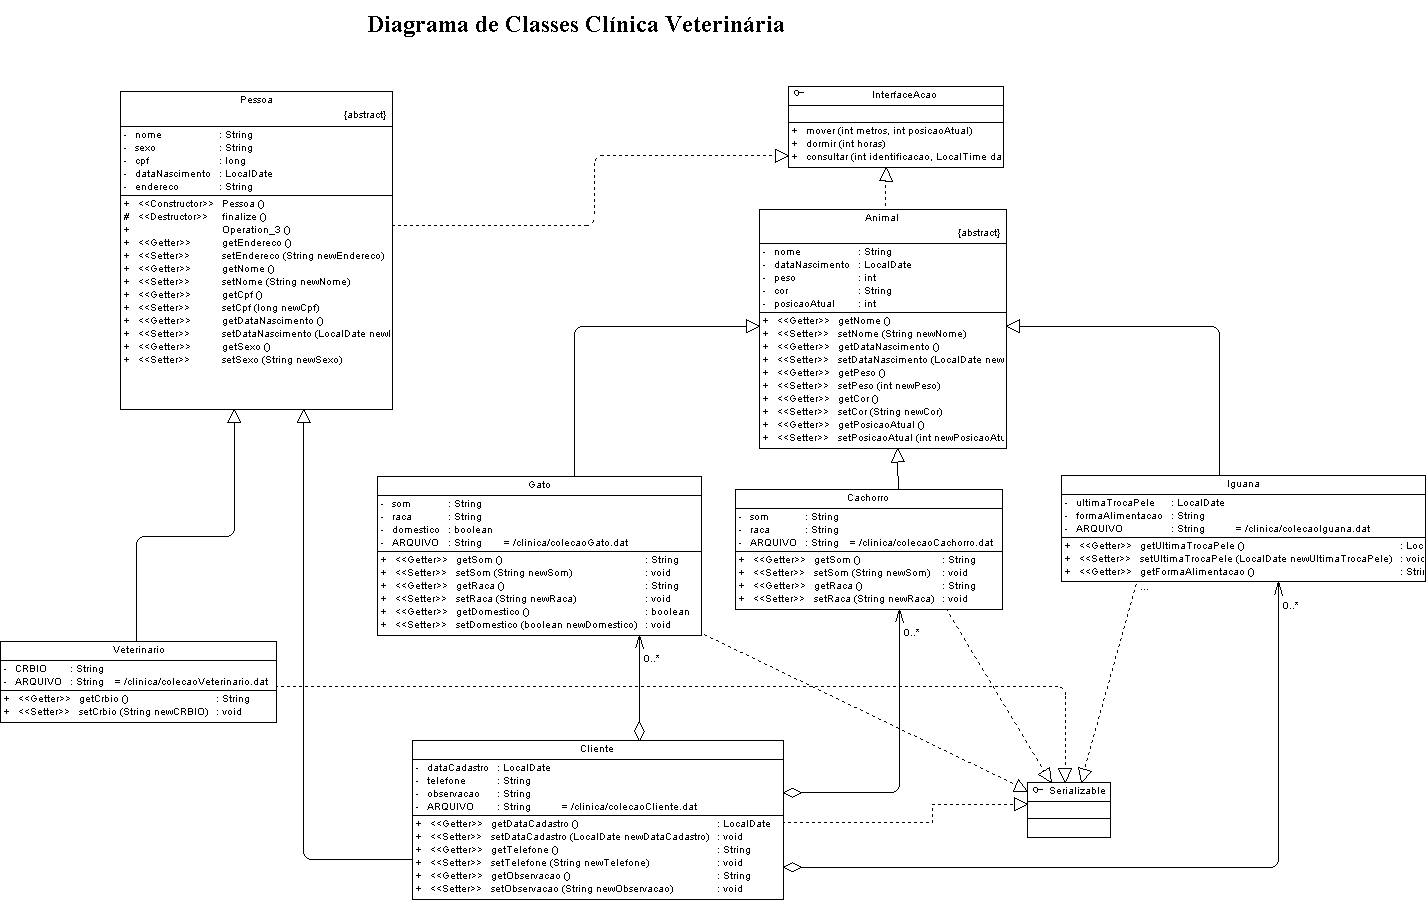 Diagrama de Classes Clínica Veterinária
Pessoa
{abstract}
- nome : String
- sexo : String
- cpf : long
- dataNascimento : LocalDate
- endereco : String
+ <<Constructor>> Pessoa ()
# <<Destructor>> finalize ()
+ Operation_3 ()
+ <<Getter>> getEndereco ()
+ <<Setter>> setEndereco (String newEndereco)
+ <<Getter>> getNome ()
+ <<Setter>> setNome (String newNome)
+ <<Getter>> getCpf ()
+ <<Setter>> setCpf (long newCpf)
+ <<Getter>> getDataNascimento ()
+ <<Setter>> setDataNascimento (LocalDate newI
+ <<Getter>> getSexo ()
+ <<Setter>> setSexo (String newSexo)
InterfaceAcao
+ mover (int metros, int posicaoAtual)
+ dormir (int horas)
+ consultar (int identificacao, LocalTime da
Animal
{abstract}
- nome : String
- dataNascimento : LocalDate
- peso : int
- cor : String
- posicaoAtual : int
+ <<Getter>> getNome ()
+ <<Setter>> setNome (String newNome)
+ <<Getter>> getDataNascimento ()
+ <<Setter>> setDataNascimento (LocalDate new
+ <<Getter>> getPeso ()
+ <<Setter>> setPeso (int newPeso)
+ <<Getter>> getCor ()
+ <<Setter>> setCor (String newCor)
+ <<Getter>> getPosicaoAtual ()
+ <<Setter>> setPosicaoAtual (int newPosicaoAtu
Gato
- som : String
- raca : String
- domestico : boolean
- ARQUIVO : String = /clinica/colecaoGato.dat
+ <<Getter>> getSom () : String
+ <<Setter>> setSom (String newSom) : void
+ <<Getter>> getRaca () : String
+ <<Setter>> setRaca (String newRaca) : void
+ <<Getter>> getDomestico () : boolean
+ <<Setter>> setDomestico (boolean newDomestico) : void
Cachorro
- som : String
- raca : String
- ARQUIVO : String = /clinica/colecaoCachorro.dat
+ <<Getter>> getSom () : String
+ <<Setter>> setSom (String newSom) : void
+ <<Getter>> getRaca () : String
+ <<Setter>> setRaca (String newRaca) : void
Iguana
- ultimaTrocaPele : LocalDate
- formaAlimentacao : String
- ARQUIVO : String = /clinica/colecaoIguana.dat
+ <<Getter>> getUltimaTrocaPele () : Loc
+ <<Setter>> setUltimaTrocaPele (LocalDate newUltimaTrocaPele) : void
+ <<Getter>> getFormaAlimentacao () : Stri
...
0..*
0..*
0..*
Veterinario
- CRBIO : String
- ARQUIVO : String = /clinica/colecaoVeterinario.dat
+ <<Getter>> getCrbio () : String
+ <<Setter>> setCrbio (String newCRBIO) : void
Cliente
- dataCadastro : LocalDate
- telefone : String
- observacao : String
- ARQUIVO : String = /clinica/colecaoCliente.dat
+ <<Getter>> getDataCadastro () : LocalDate
+ <<Setter>> setDataCadastro (LocalDate newDataCadastro) : void
+ <<Getter>> getTelefone () : String
+ <<Setter>> setTelefone (String newTelefone) : void
+ <<Getter>> getObservacao () : String
+ <<Setter>> setObservacao (String newObservacao) : void
Serializable